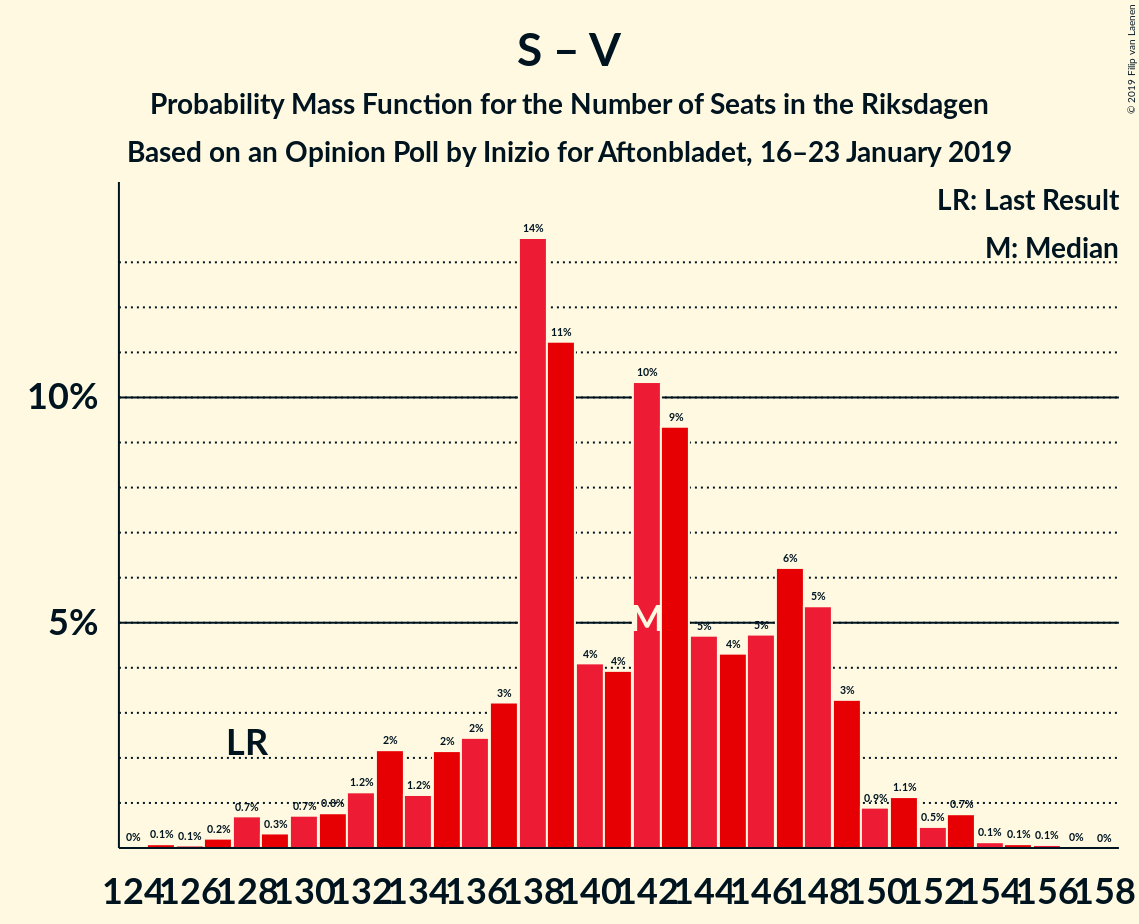 S – V
Probability Mass Function for the Number of Seats in the Riksdagen
Based on an Opinion Poll by Inizio for Aftonbladet, 16–23 January 2019
© 2019 Filip van Laenen
LR: Last Result
M: Median
10%
5%
0% 0.1% 0.1% 0.2% 0.7% 0.3% 0.7% 0.8% 1.2% 2% 1.2% 2% 2% 3% 14% 11% 4% 4% 10% 9% 5% 4% 5% 6% 5% 3% 0.9% 1.1% 0.5% 0.7% 0.1% 0.1% 0.1% 0% 0%
LR
M
124 126 128 130 132 134 136 138 140 142 144 146 148 150 152 154 156 158